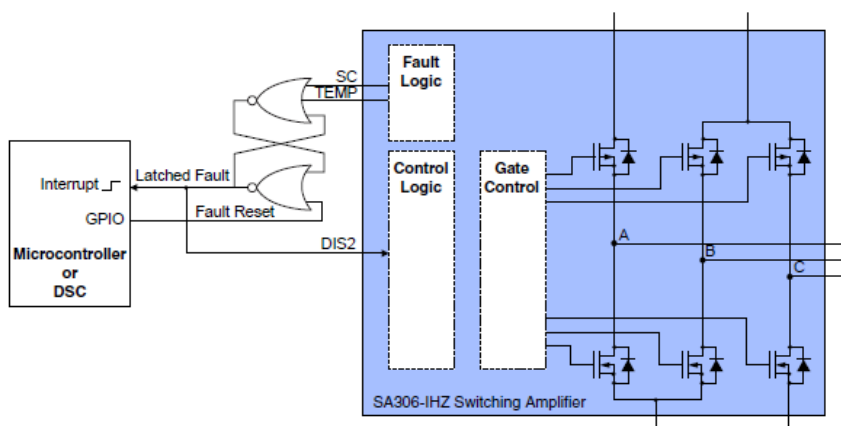 SC
TEMP
Fault
Logic
Interrupt
Latched Fault
GPIO
Fault Reset
Microcontroller
or
DSC
DIS2
Control
Logic
Gate
Control
A
B
C
SA306-IHZ Switching Amplifier